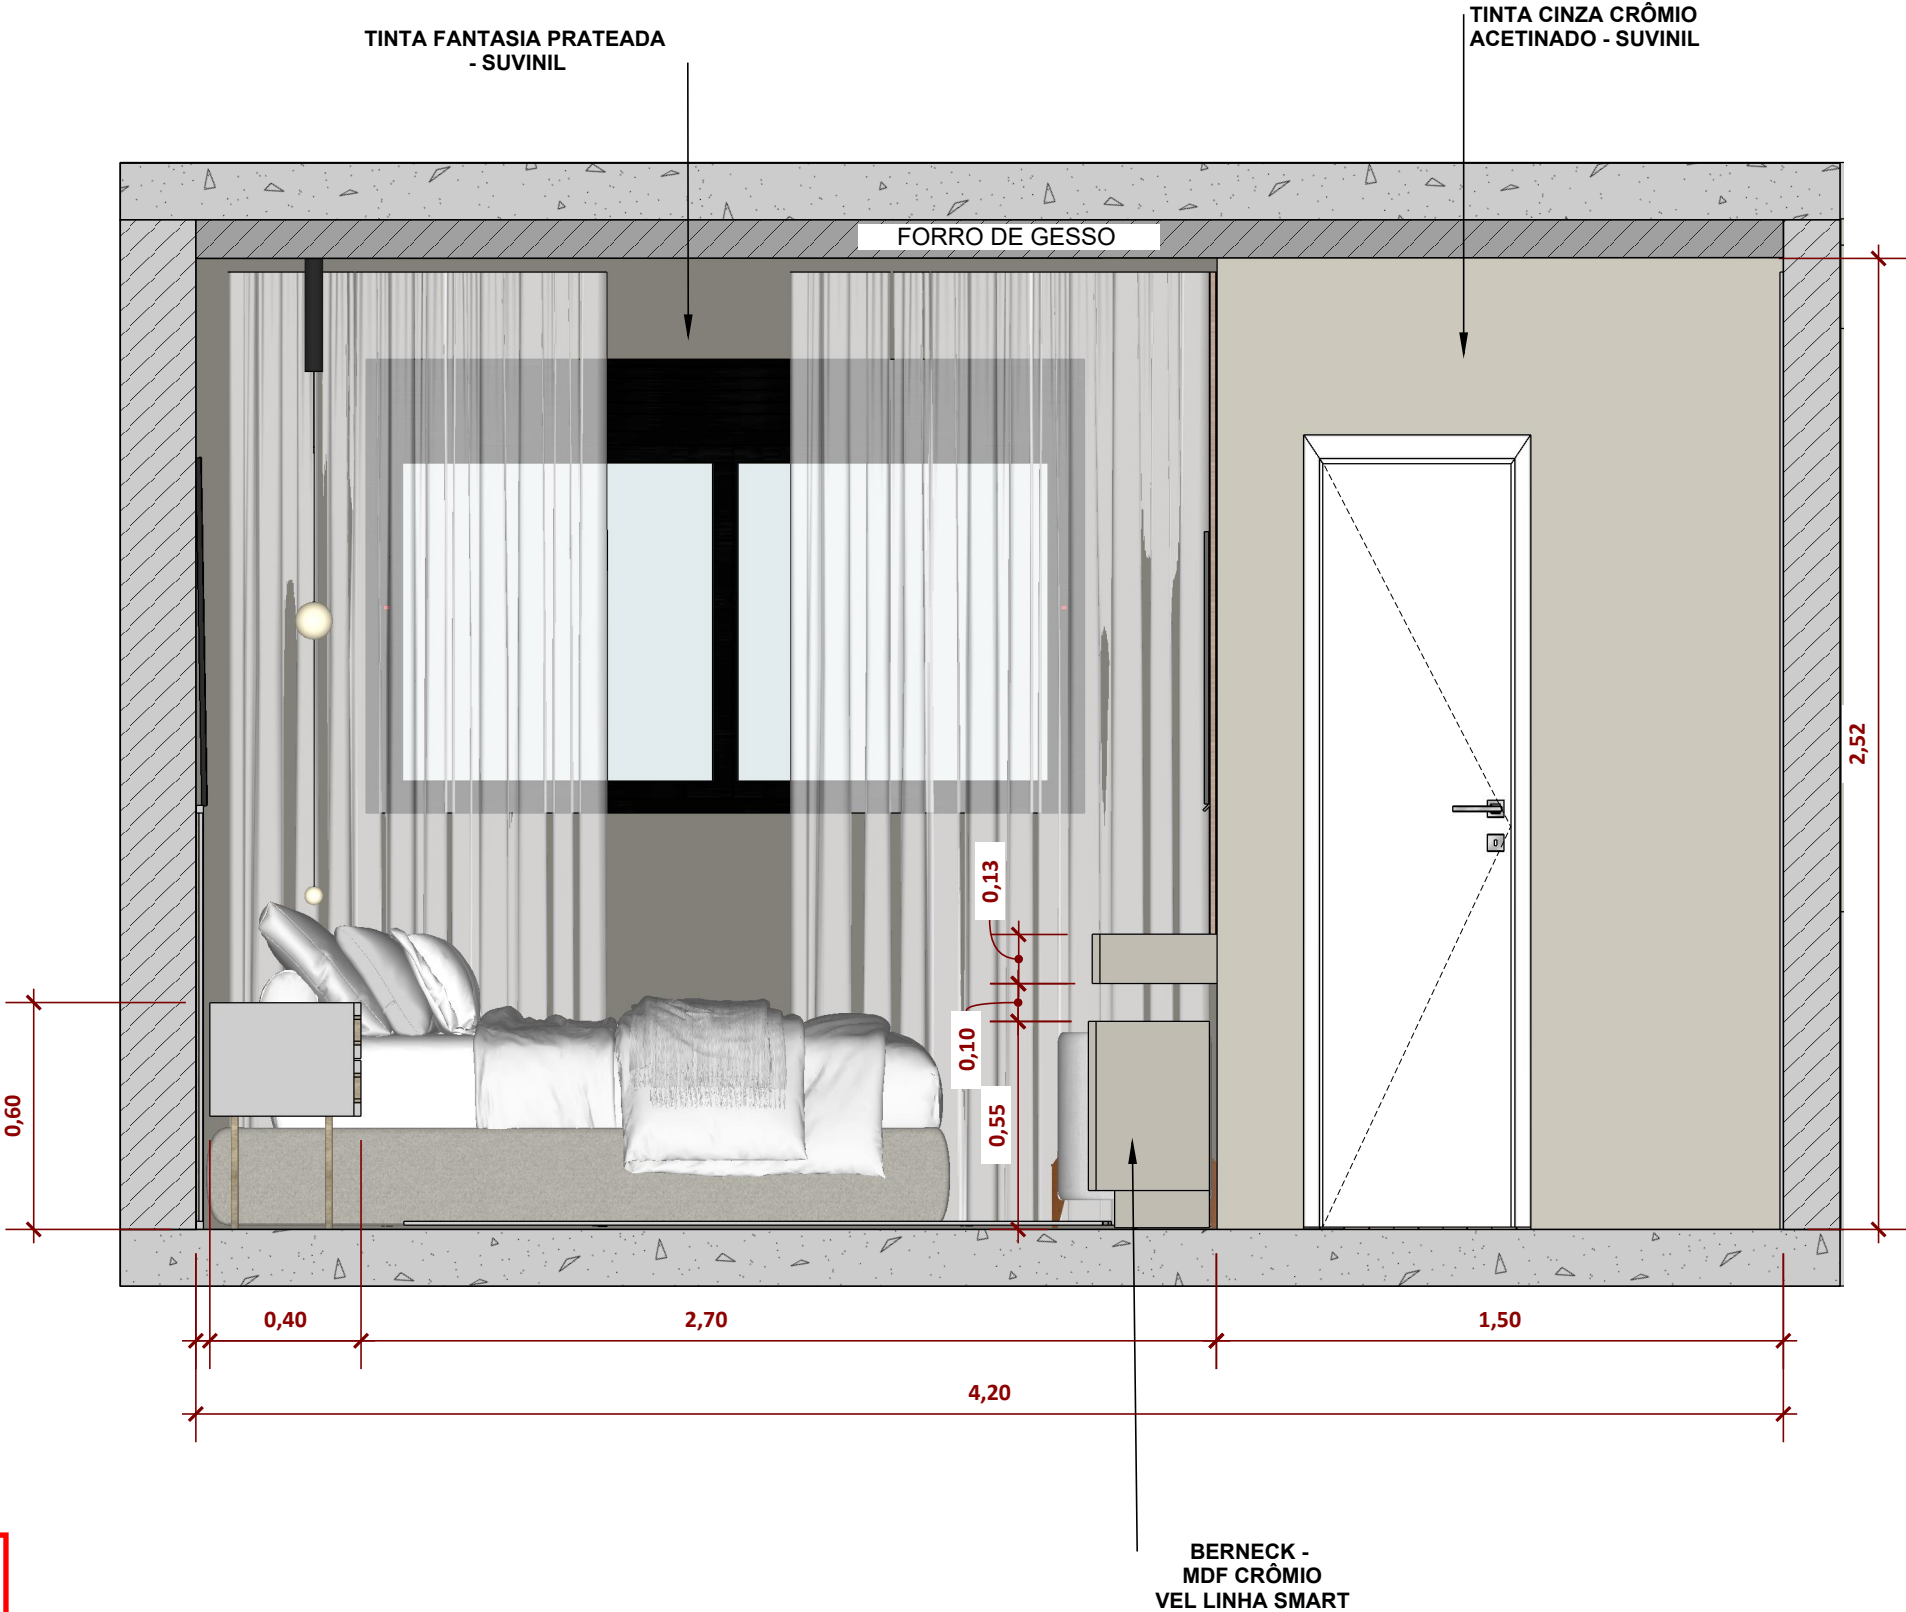 TINTA FANTASIA PRATEADA
- SUVINIL
TINTA CINZA CRÔMIO
ACETINADO - SUVINIL
FORRO DE GESSO
2,52
0,13
0,10
0,55
0,60
0,40
2,70
1,50
4,20
BERNECK -
MDF CRÔMIO
VEL LINHA SMART